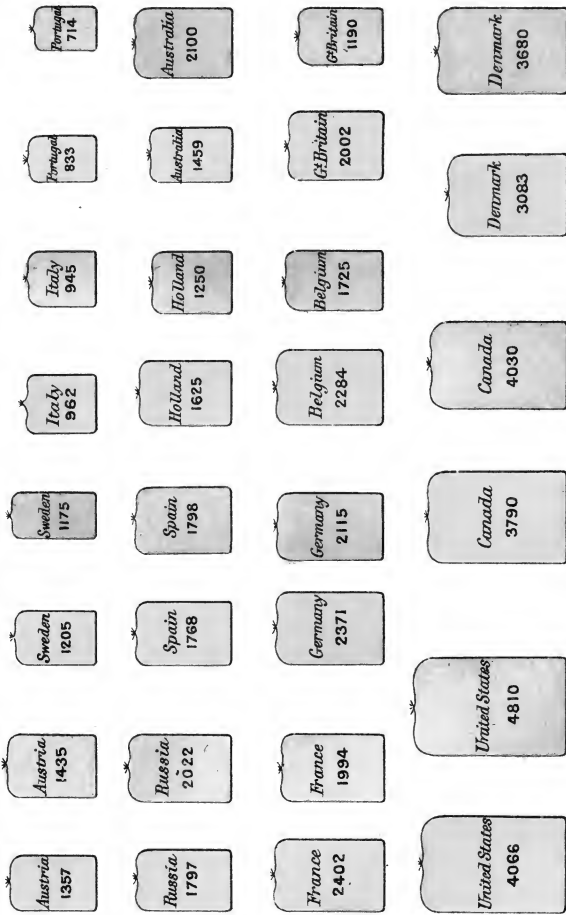 Portugal
714
Australia
2100
Gt Britain
1190
Denmark
3680
Portugal
833
Australia
1459
Gt Britain
2002
Denmark
3083
Italy
945
Holland
1250
Belgium
1725
Canada
4030
Italy
962
Holland
1625
Belgium
2284
Canada
3790
Sweden
1175
Spain
1798
Germany
2115
Sweden
1205
Spain
1768
Germany
2371
United States
4810
Austria
1435
Russia
2022
France
1994
United States
4066
Austria
1357
Russia
1797
France
2402